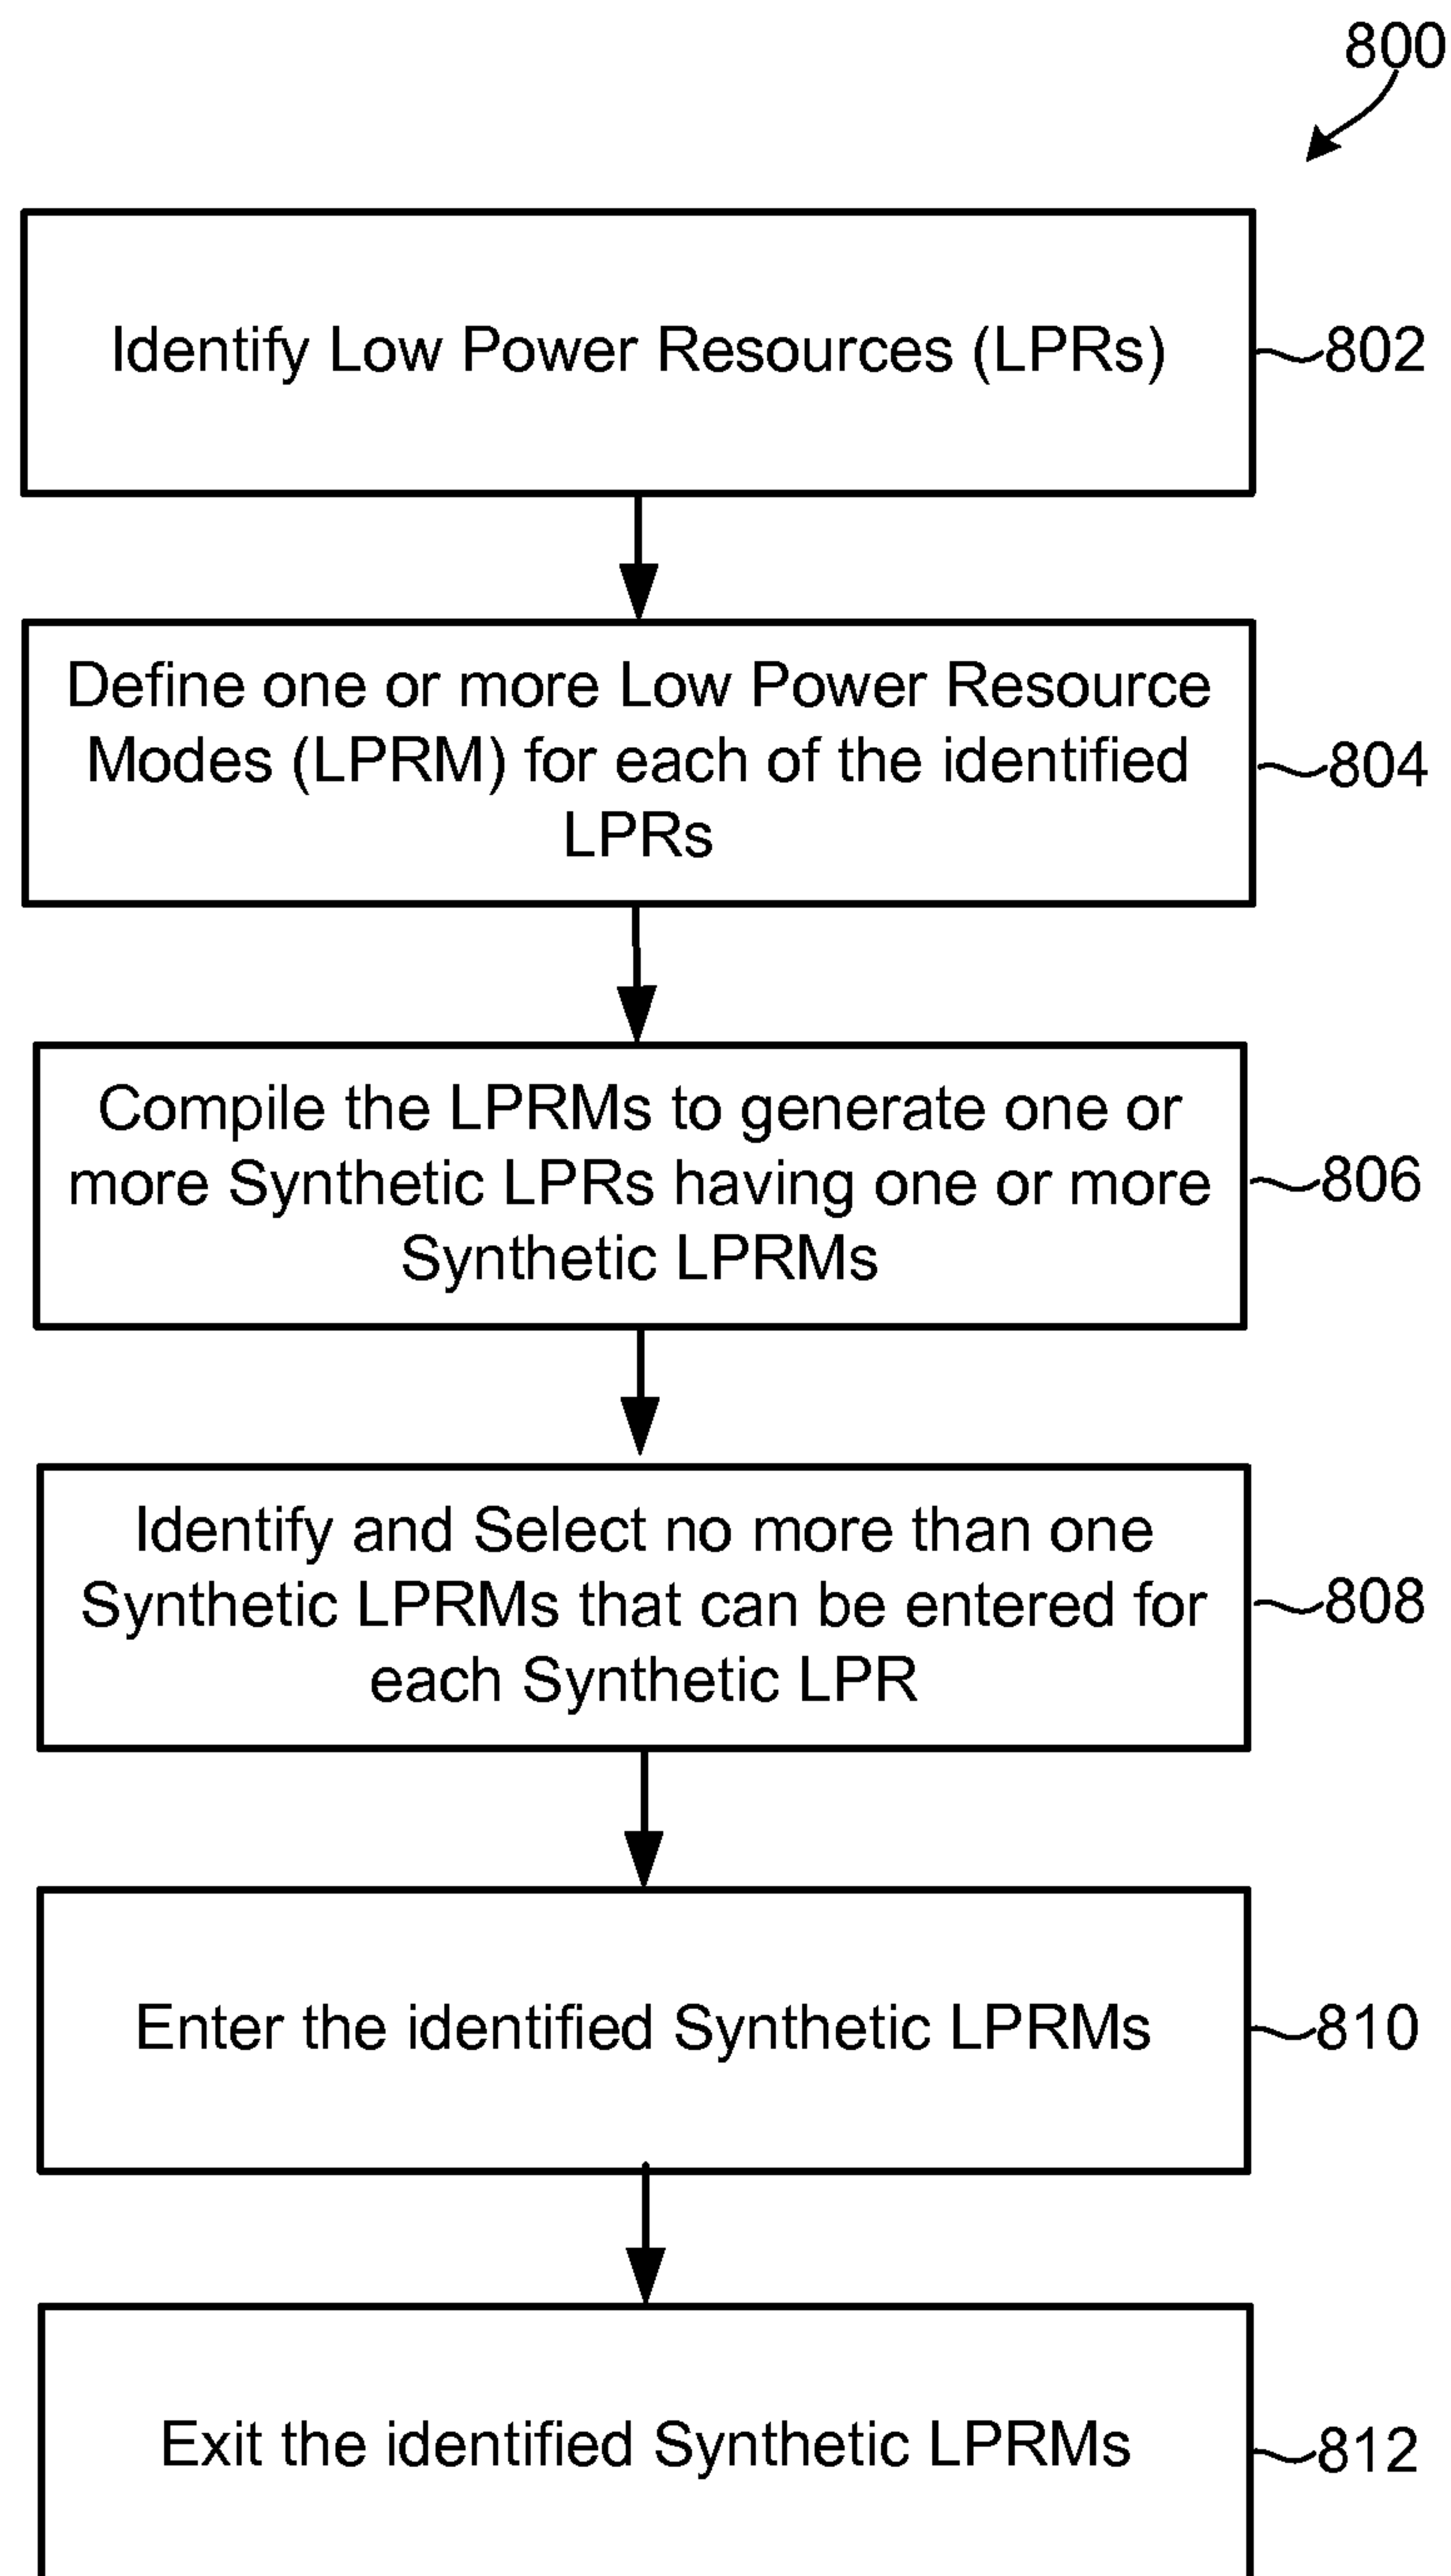 800
Identify Low Power Resources (LPRs)
802
Define one or more Low Power Resource
Modes (LPRM) for each of the identified
LPRs
804
Compile the LPRMs to generate one or
more Synthetic LPRs having one or more
Synthetic LPRMs
806
Identify and Select no more than one
Synthetic LPRMs that can be entered for
each Synthetic LPR
808
Enter the identified Synthetic LPRMs
810
Exit the identified Synthetic LPRMs
812